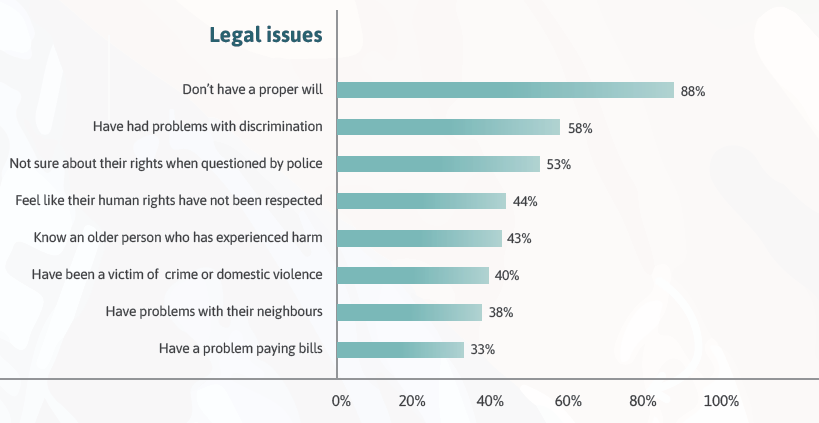 Legal issues
Don't have a proper will 88%
Have had problems with discrimination 58%
Not sure about their rights when questioned by police 53%
Feel like their human rights have not been respected 44%
Know an older person who has experienced harm 43%
Have been a victim of crime or domestic violence 40%
Have problems with their neighbours 38%
Have a problem paying bills 33%
0% 20% 40% 60% 80% 100%